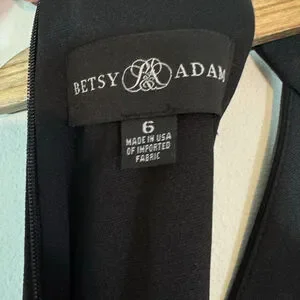 BETSY & ADAM
6
MADE IN USA
OF IMPORTED
FABRIC